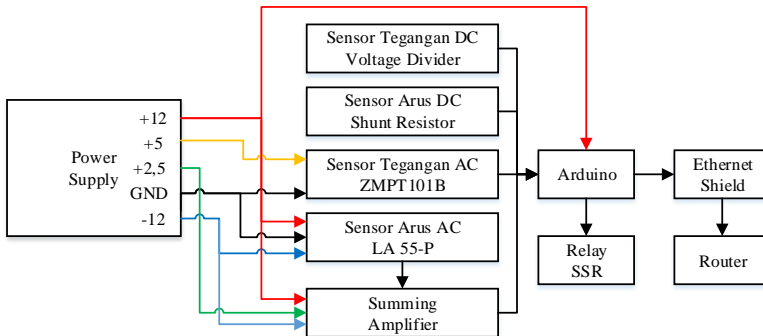 Power
Supply
+12
+5
+2,5
GND
-12
Sensor Tegangan DC
Voltage Divider
Sensor Arus DC
Shunt Resistor
Sensor Tegangan AC
ZMPT101B
Sensor Arus AC
LA 55-P
Summing
Amplifier
Arduino
Relay
SSR
Ethernet
Shield
Router